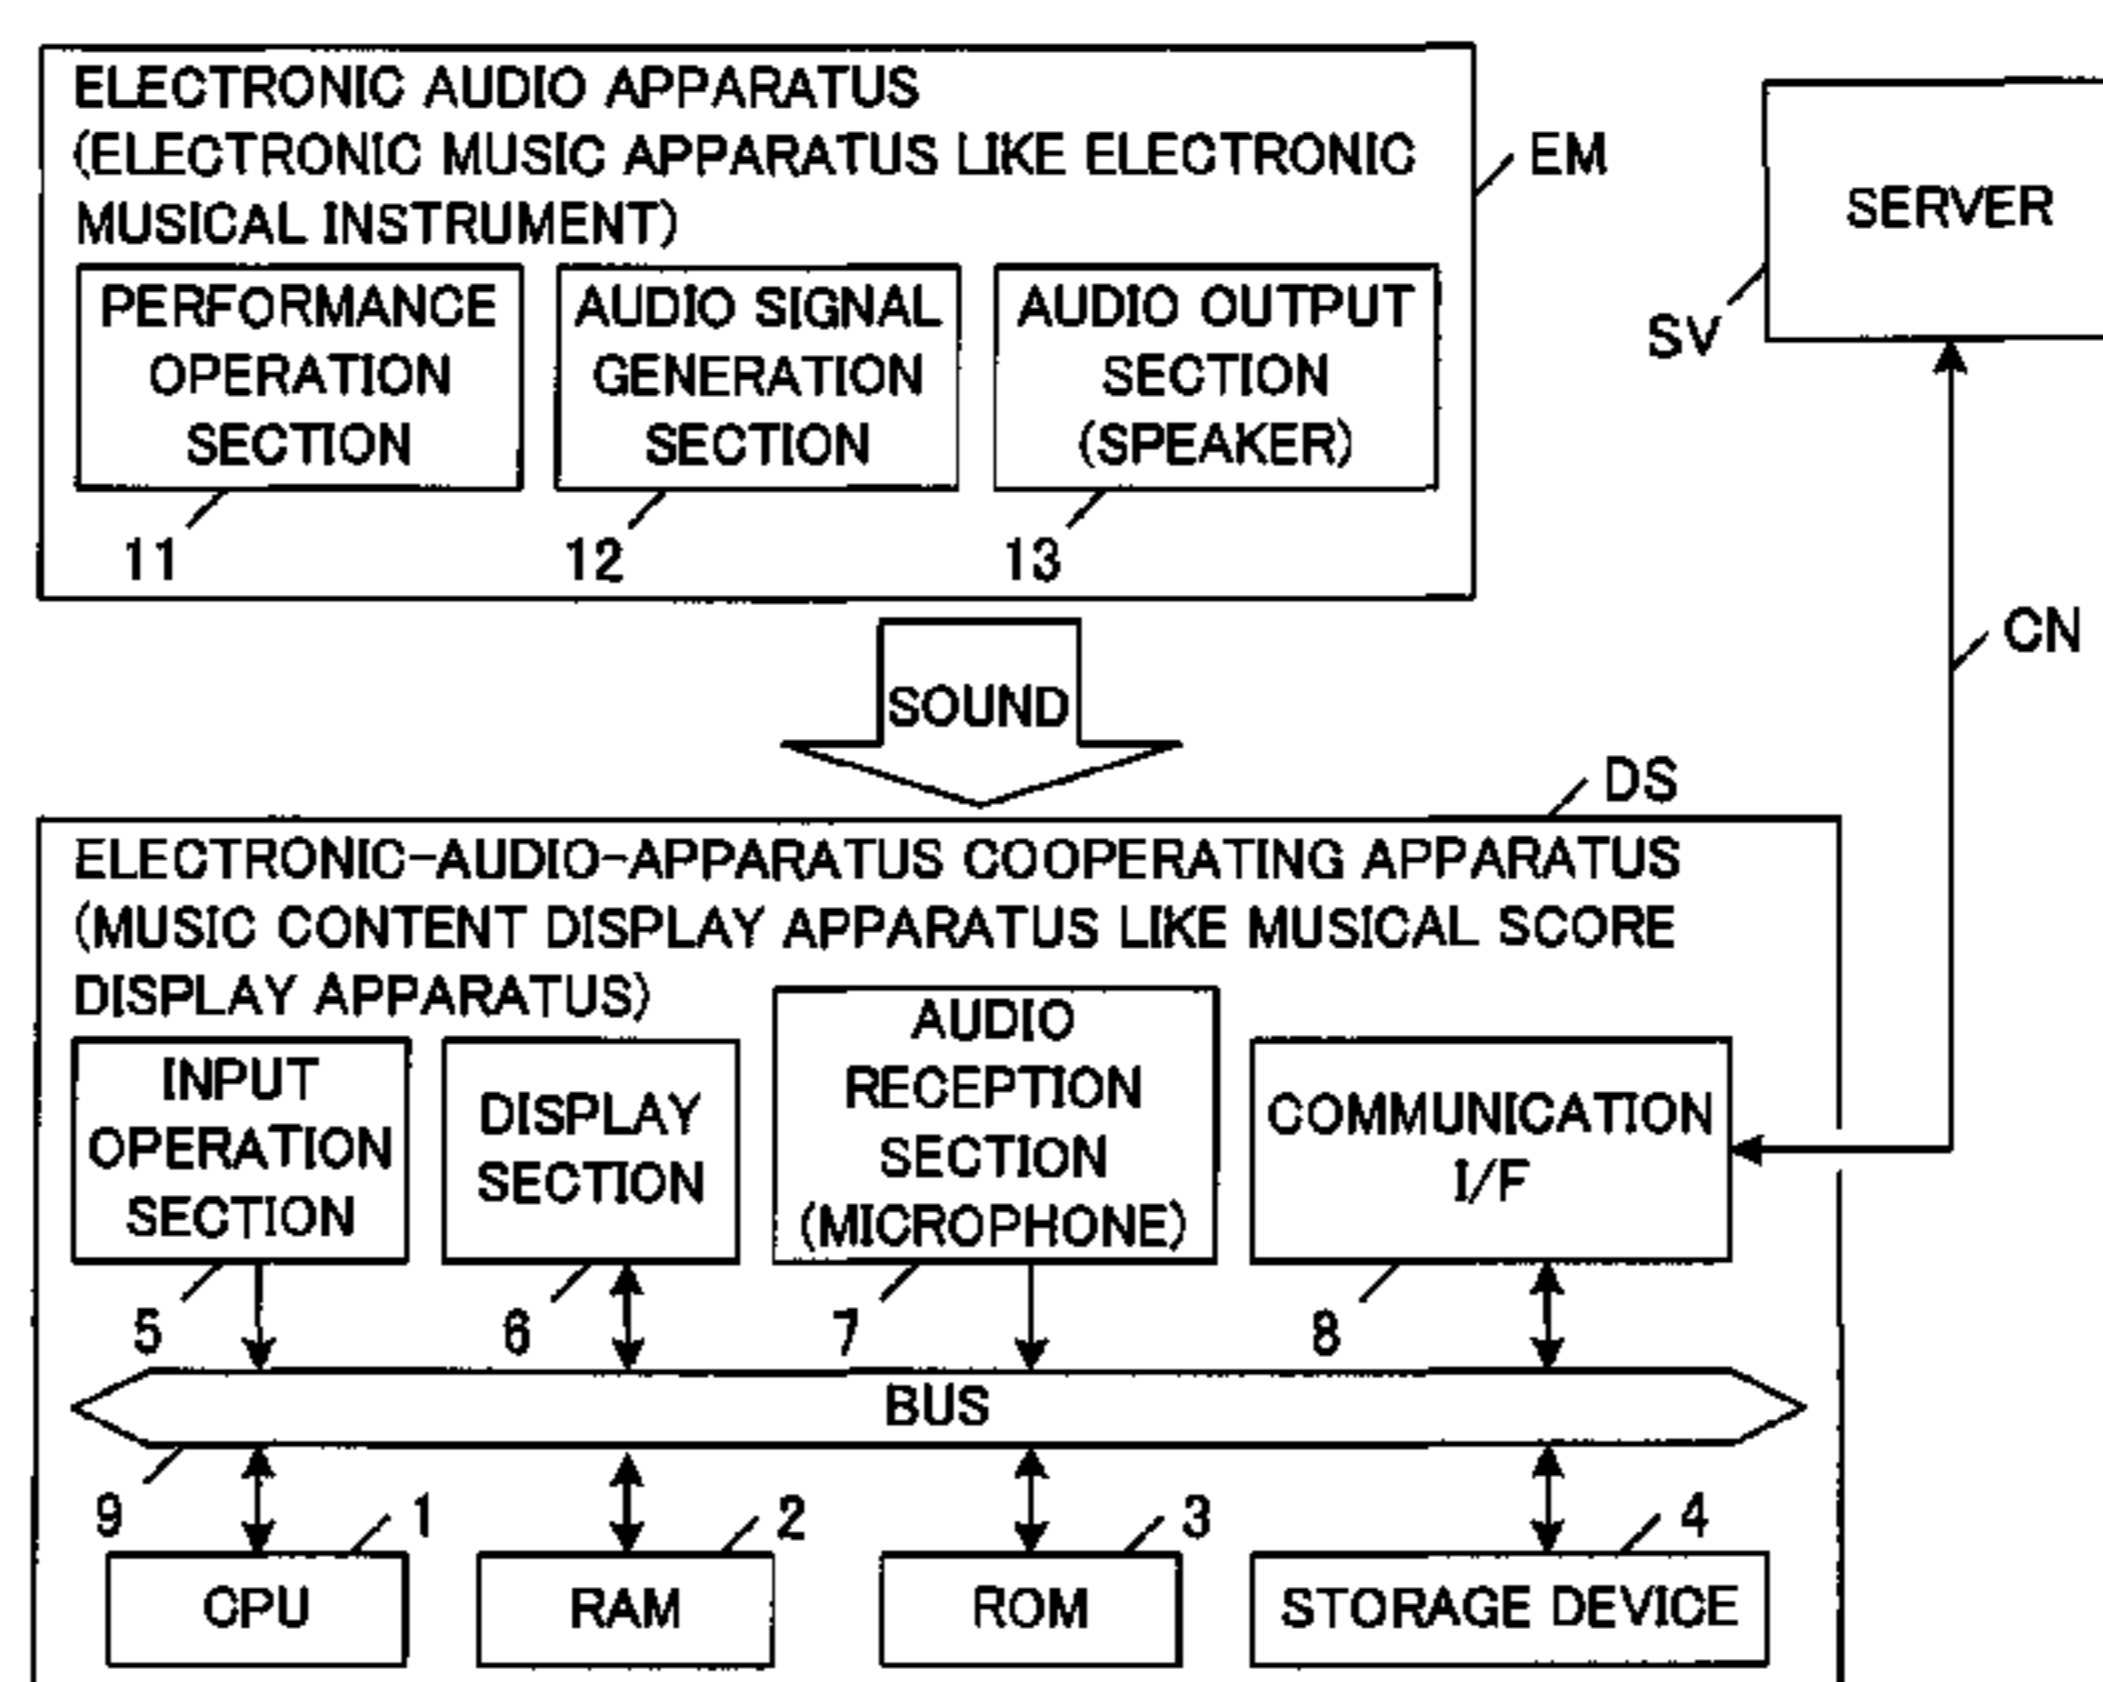 ELECTRONIC AUDIO APPARATUS
(ELECTRONIC MUSIC APPARATUS LIKE ELECTRONIC
MUSICAL INSTRUMENT)
EM
PERFORMANCE
OPERATION
SECTION
11
AUDIO SIGNAL
GENERATION
SECTION
12
AUDIO OUTPUT
SECTION
(SPEAKER)
13
SERVER
SV
CN
SOUND
DS
ELECTRONIC-AUDIO-APPARATUS COOPERATING APPARATUS
(MUSIC CONTENT DISPLAY APPARATUS LIKE MUSICAL SCORE
DISPLAY APPARATUS)
INPUT
OPERATION
SECTION
5
DISPLAY
SECTION
6
AUDIO
RECEPTION
SECTION
(MICROPHONE)
7
COMMUNICATION
I/F
8
BUS
9
1
CPU
2
RAM
3
ROM
4
STORAGE DEVICE